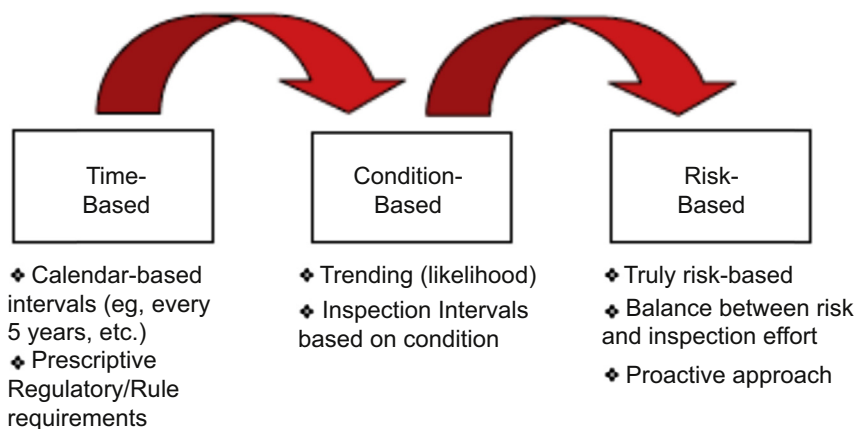 Time-
Based
Condition-
Based
Risk-
Based
❖ Calendar-based
intervals (eg, every
5 years, etc.)
❖ Prescriptive
Regulatory/Rule
requirements
❖ Trending (likelihood)
❖ Inspection Intervals
based on condition
❖ Truly risk-based
❖ Balance between risk
and inspection effort
❖ Proactive approach